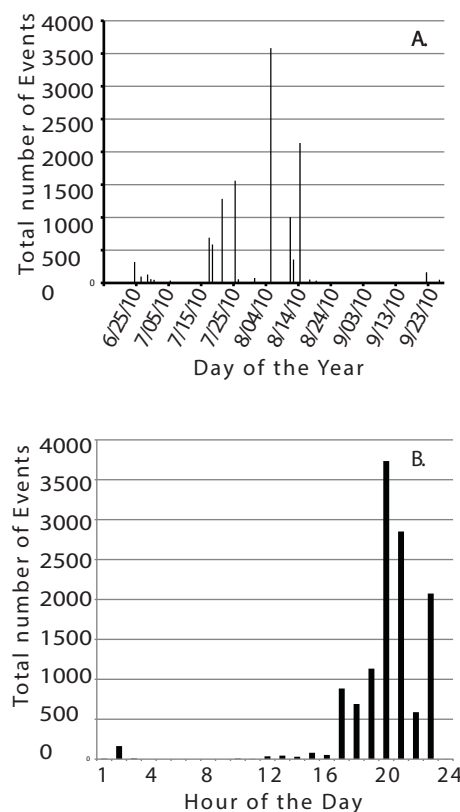 A.
Total number of Events
4000
3500
3000
2500
2000
1500
1000
500
0
0
6/25/10 7/05/10 7/15/10 7/25/10 8/04/10 8/14/10 8/24/10 9/03/10 9/13/10 9/23/10
Day of the Year
B.
Total number of Events
4000
3500
3000
2500
2000
1500
1000
500
0
0
1 4 8 12 16 20 24
Hour of the Day